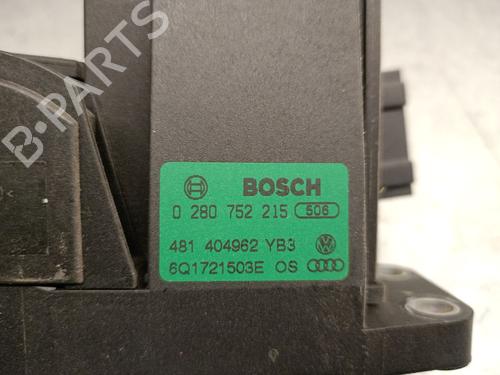 B-PARTS
BOSCH
0 280 752 215 506
481 404962 YB3
6Q1721503E OS